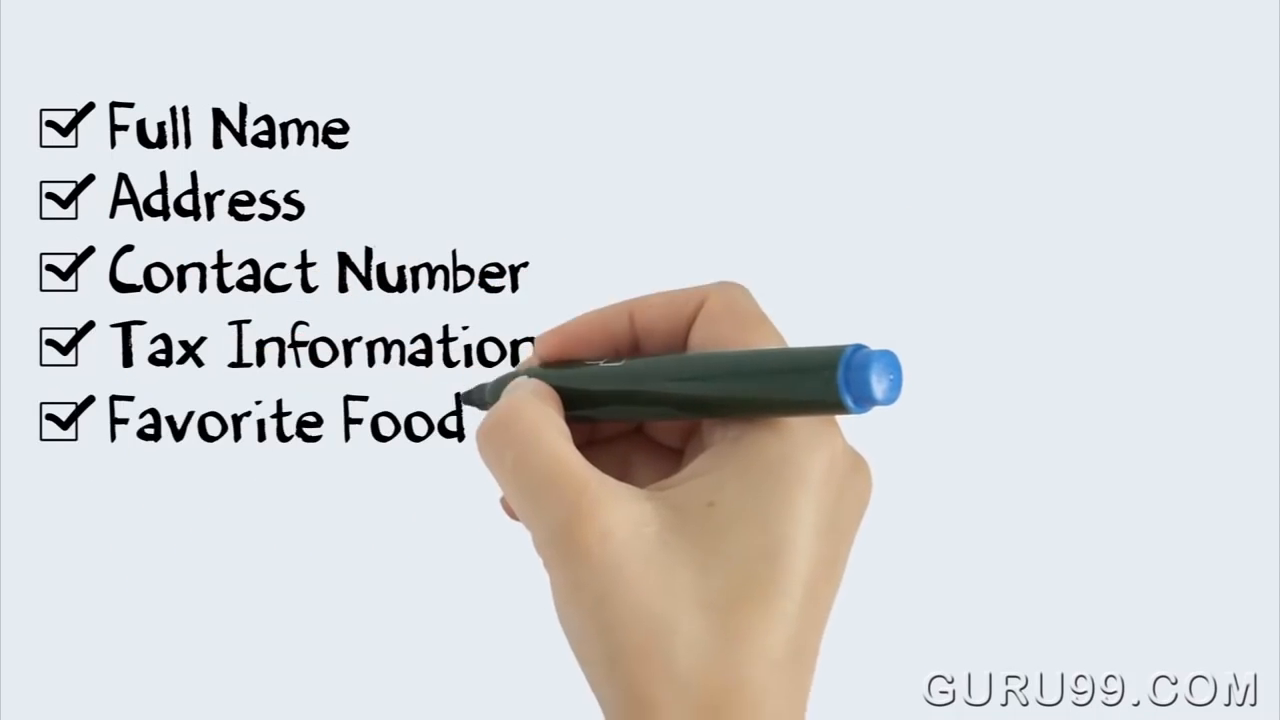 Full Name
Address
Contact Number
Tax Information
Favorite Food
GURU99.COM